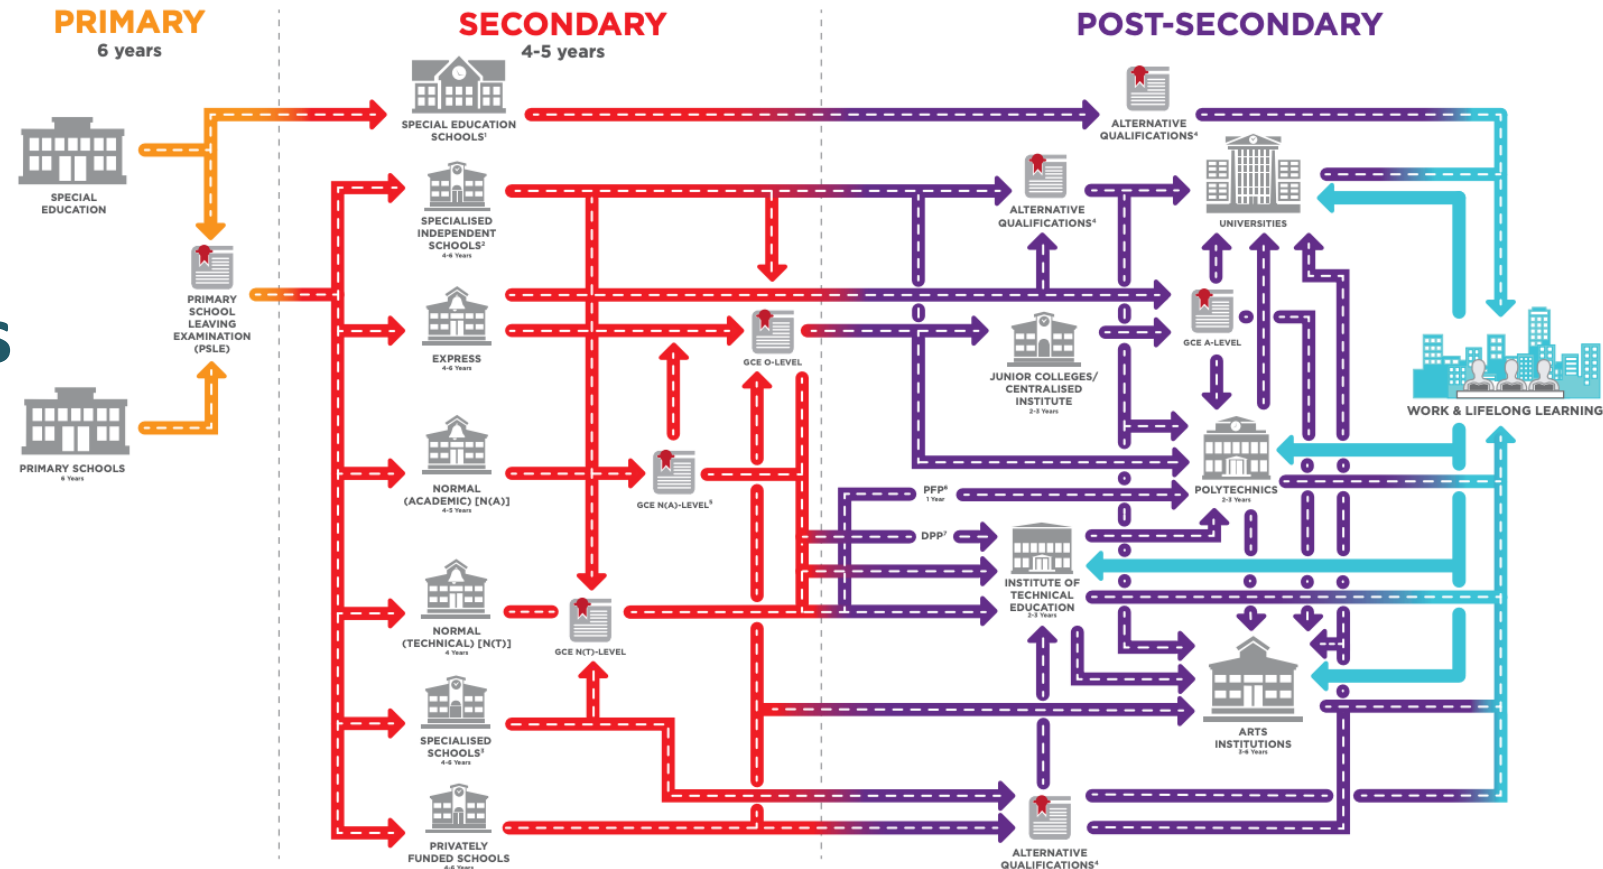 PRIMARY
6 years
SECONDARY
4-5 years
POST-SECONDARY
SPECIAL
EDUCATION
PRIMARY
SCHOOL
LEAVING
EXAMINATION
(PSLE)
PRIMARY SCHOOLS
6 Years
S
SPECIAL EDUCATION
SCHOOLS¹
SPECIALISED
INDEPENDENT
SCHOOLS²
4-6 Years
EXPRESS
4-6 Years
NORMAL
(ACADEMIC) [N(A)]
4-5 Years
NORMAL
(TECHNICAL) [N(T)]
4 Years
SPECIALISED
SCHOOLS³
4-6 Years
PRIVATELY
FUNDED SCHOOLS
4-6 Years
GCE O-LEVEL
GCE N(A)-LEVEL⁵
GCE N(T)-LEVEL
ALTERNATIVE
QUALIFICATIONS⁴
ALTERNATIVE
QUALIFICATIONS⁴
UNIVERSITIES
GCE A-LEVEL
JUNIOR COLLEGES/
CENTRALISED
INSTITUTE
2-3 Years
POLYTECHNICS
2-3 Years
PFP⁶
1 Year
DPP⁷
INSTITUTE OF
TECHNICAL
EDUCATION
2-3 Years
ARTS
INSTITUTIONS
3-6 Years
ALTERNATIVE
QUALIFICATIONS⁴
WORK & LIFELONG LEARNING